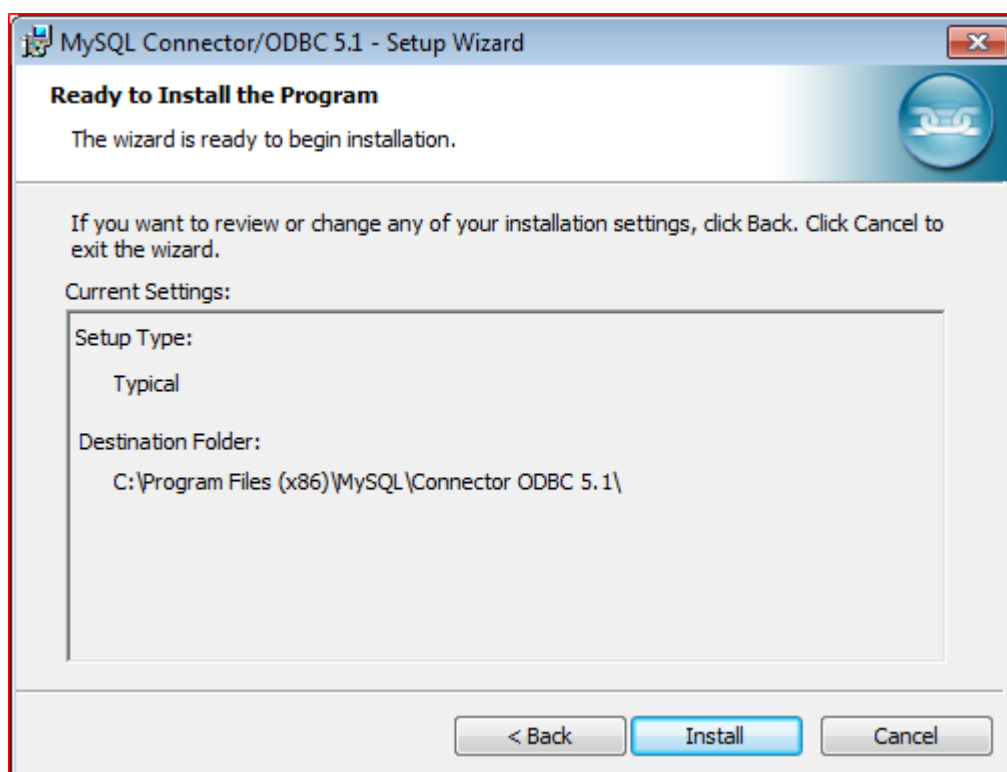 MySQL Connector/ODBC 5.1 - Setup Wizard
Ready to Install the Program
The wizard is ready to begin installation.
If you want to review or change any of your installation settings, click Back. Click Cancel to
exit the wizard.
Current Settings:
Setup Type:
Typical
Destination Folder:
C:\Program Files (x86)\MySQL\Connector ODBC 5.1\
< Back Install Cancel